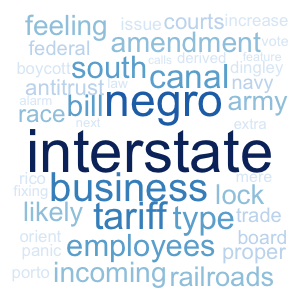 issue courts increase
feeling amendment vote
federal calls derived feature
boycott south canal dingley
antitrust law navy
race bill negro army
alarm next extra
interstate
rico business mere
fixing lock
likely tariff type trade
orient employees board
panic proper
porto incoming railroads